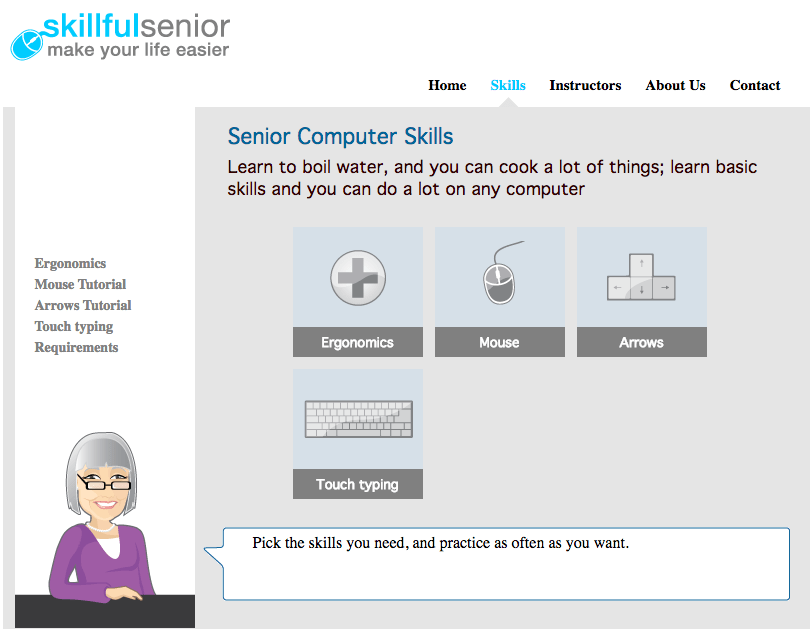 skillfulsenior
make your life easier
Home Skills Instructors About Us Contact
Senior Computer Skills
Learn to boil water, and you can cook a lot of things; learn basic
skills and you can do a lot on any computer
Ergonomics
Mouse Tutorial
Arrows Tutorial
Touch typing
Requirements
Ergonomics Mouse Arrows
Touch typing
Pick the skills you need, and practice as often as you want.